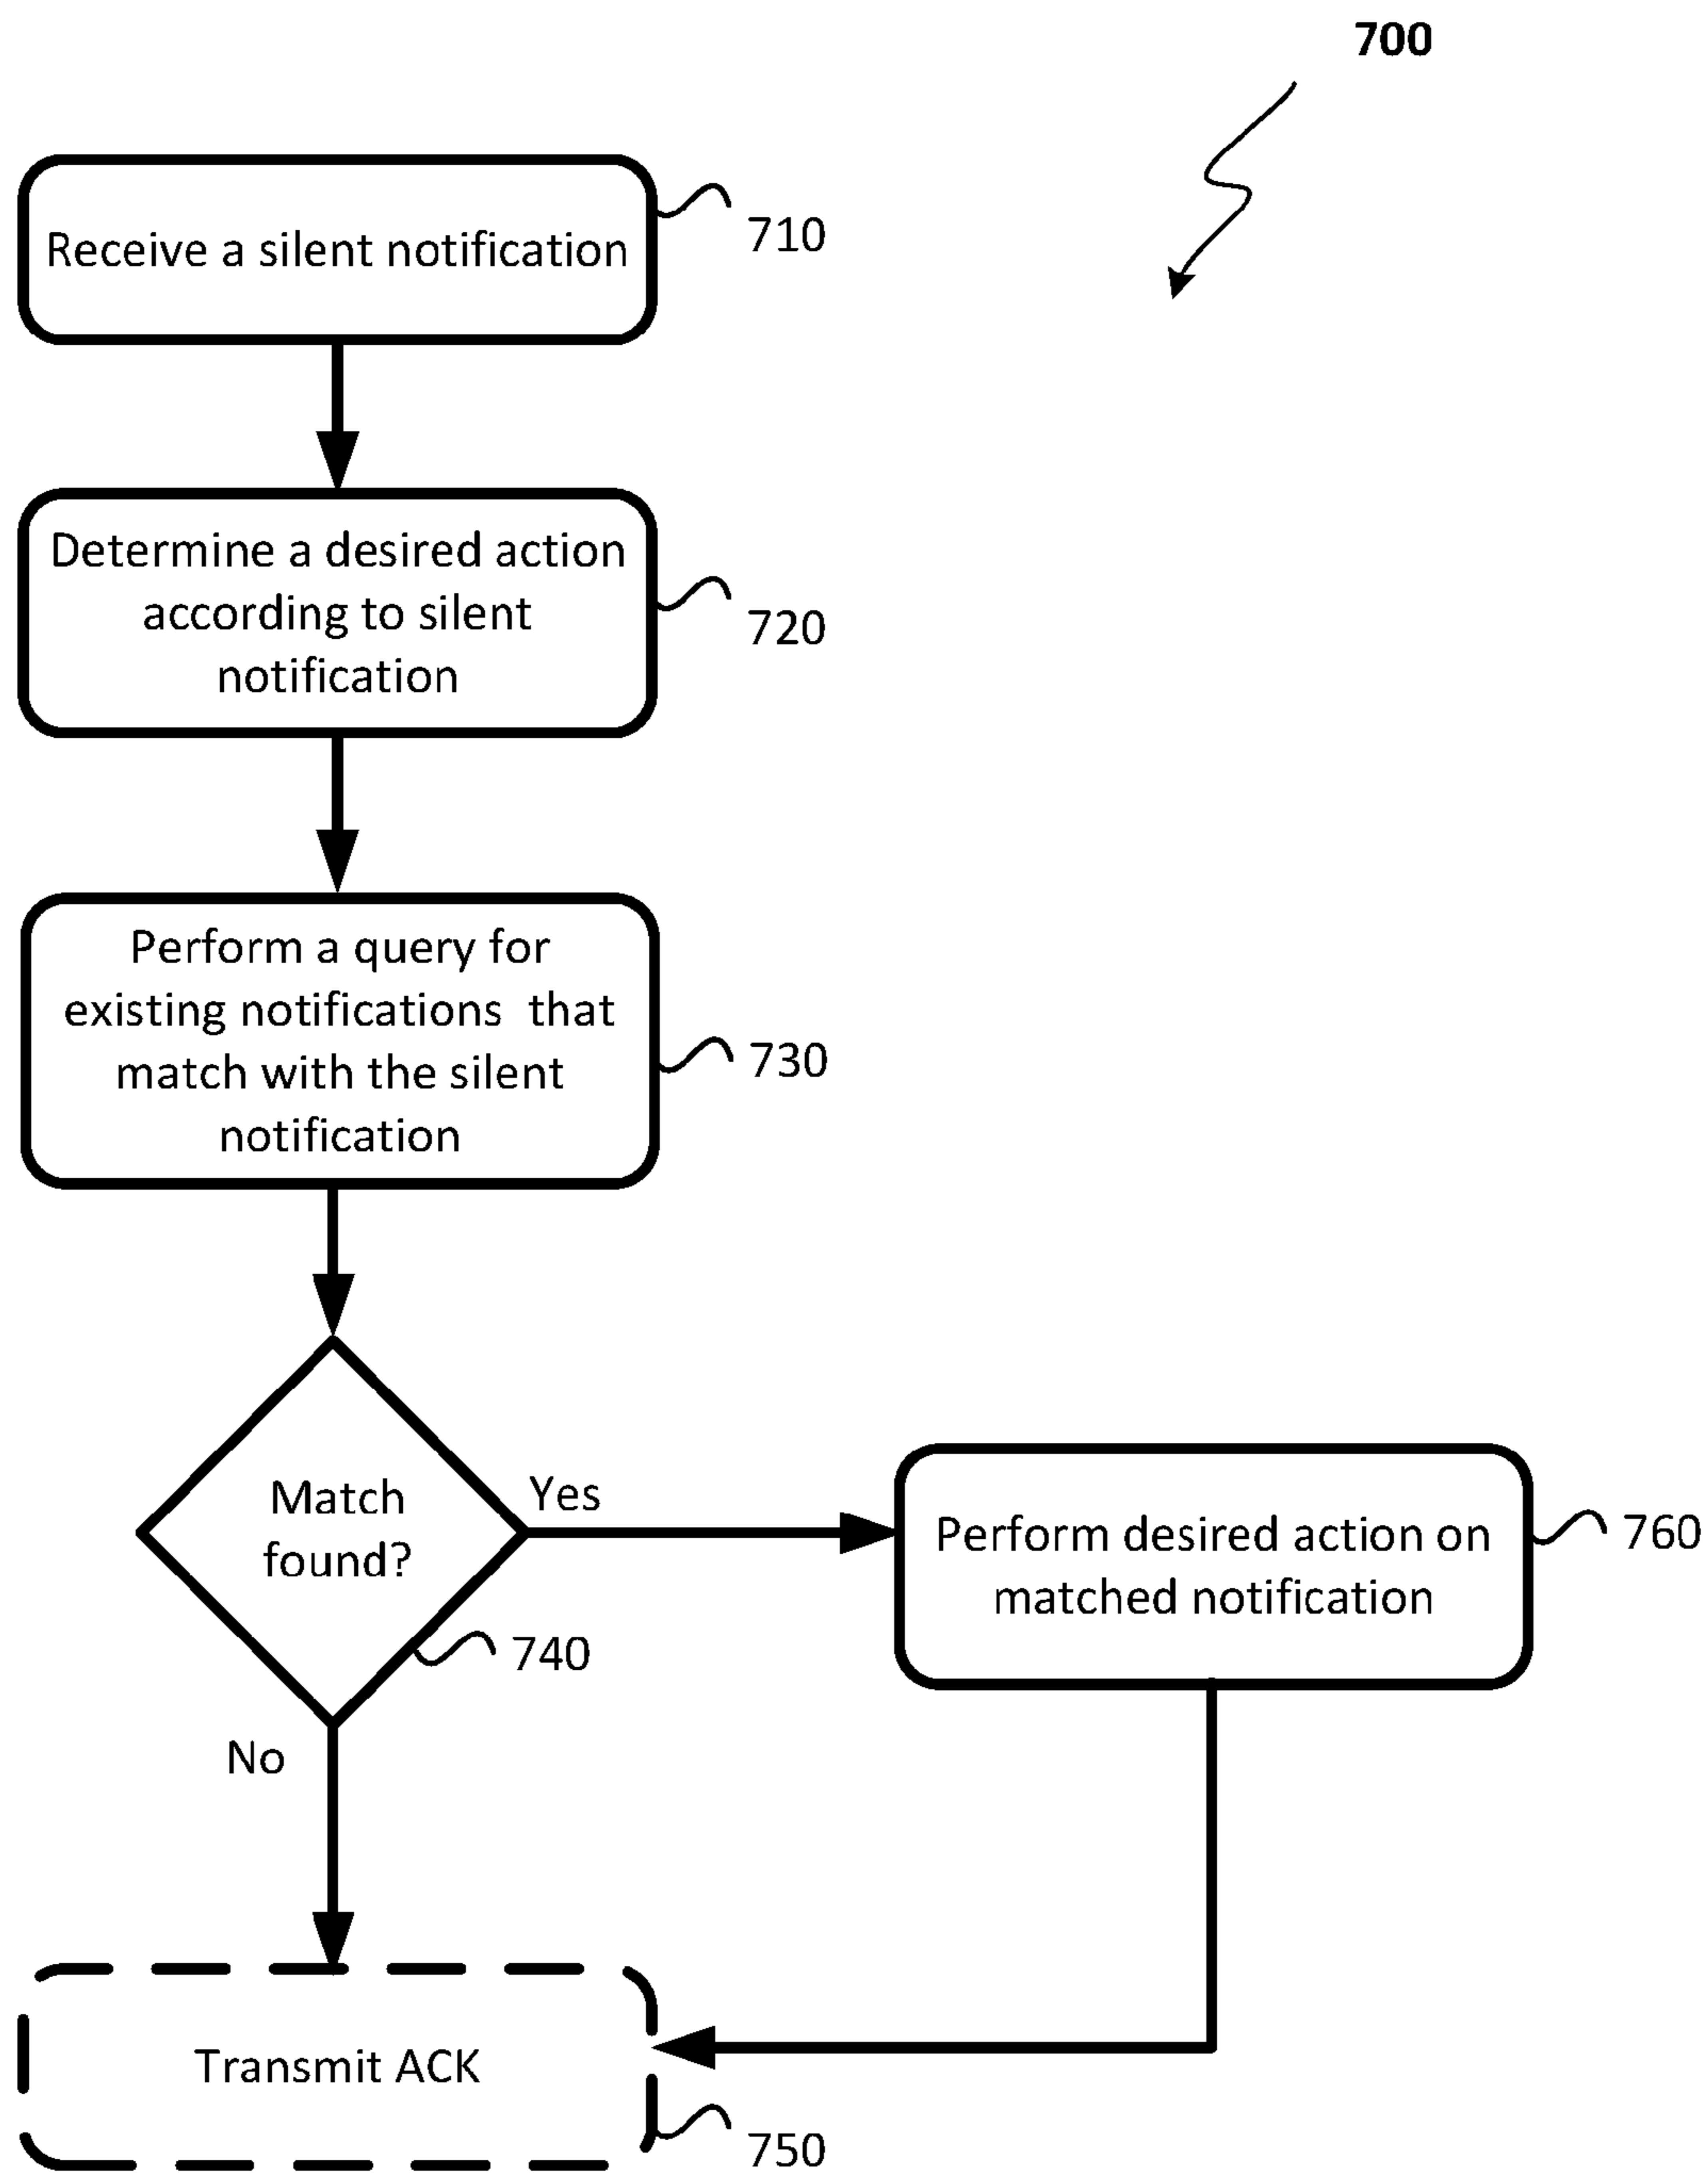 700
Receive a silent notification
710
Determine a desired action
according to silent
notification
720
Perform a query for
existing notifications that
match with the silent
notification
730
Match
found?
Yes
740
No
Perform desired action on
matched notification
760
Transmit ACK
750